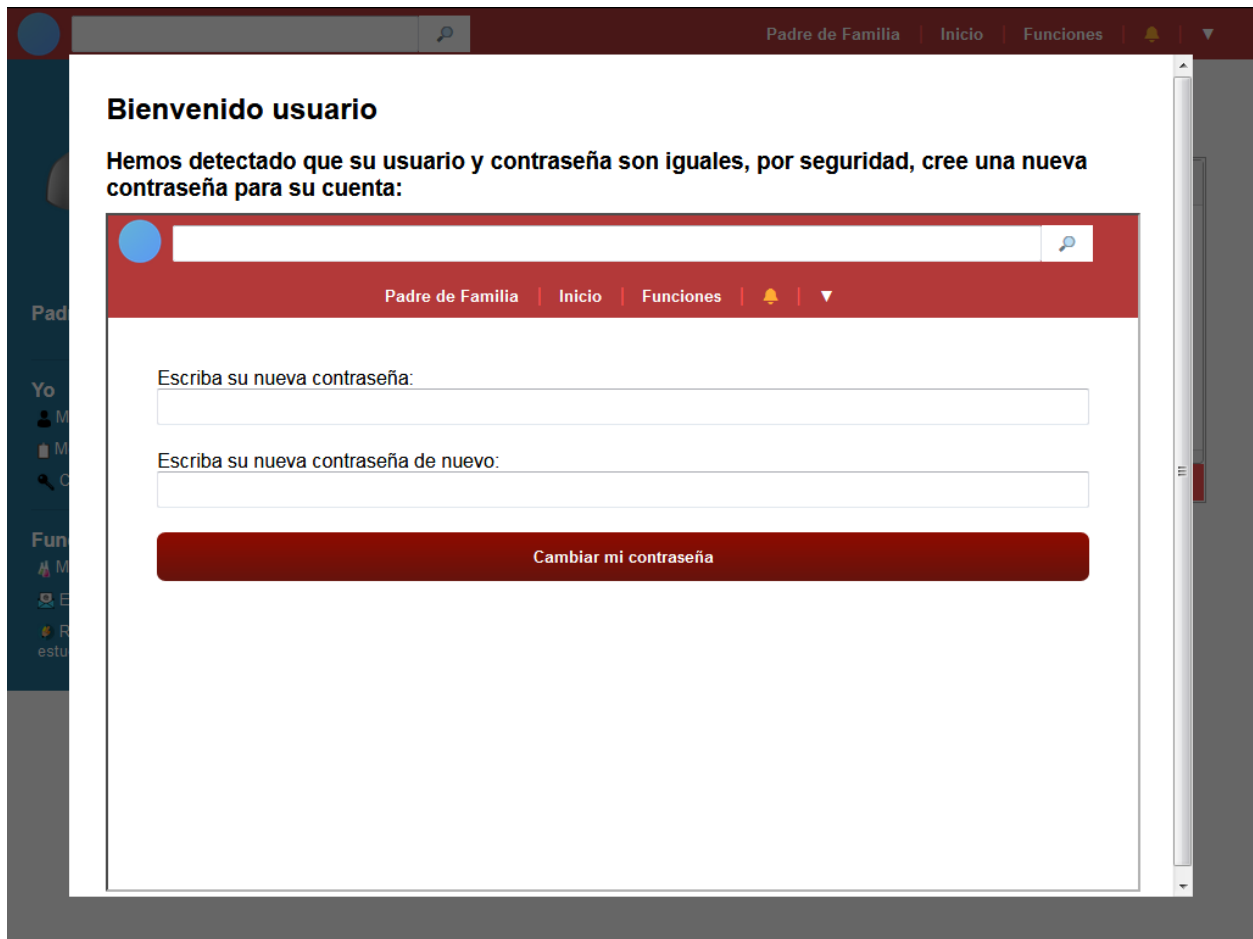 Padre de Familia Inicio Funciones
Bienvenido usuario
Hemos detectado que su usuario y contraseña son iguales, por seguridad, cree una nueva
contraseña para su cuenta:
Padre de Familia Inicio Funciones
Escriba su nueva contraseña:
Escriba su nueva contraseña de nuevo:
Cambiar mi contraseña
Yo